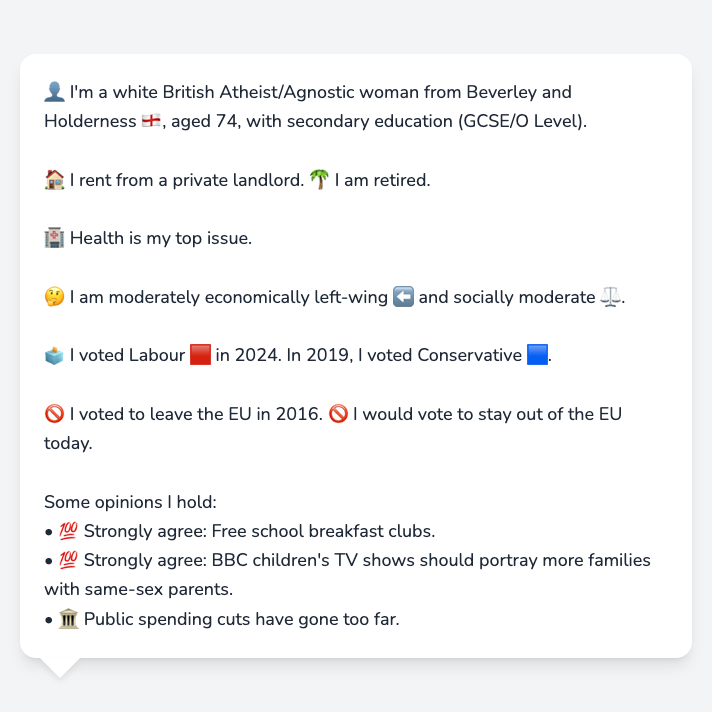 👤 I'm a white British Atheist/Agnostic woman from Beverley and
Holderness 🏴󠁧󠁢󠁥󠁮󠁧󠁿, aged 74, with secondary education (GCSE/O Level).
🏠 I rent from a private landlord. 🌴 I am retired.
🏥 Health is my top issue.
🤔 I am moderately economically left-wing ⬅️ and socially moderate ⚖️.
🗳️ I voted Labour 🟥 in 2024. In 2019, I voted Conservative 🟦.
🚫 I voted to leave the EU in 2016. 🚫 I would vote to stay out of the EU
today.
Some opinions I hold:
• 💯 Strongly agree: Free school breakfast clubs.
• 💯 Strongly agree: BBC children's TV shows should portray more families
with same-sex parents.
• 🏛️ Public spending cuts have gone too far.